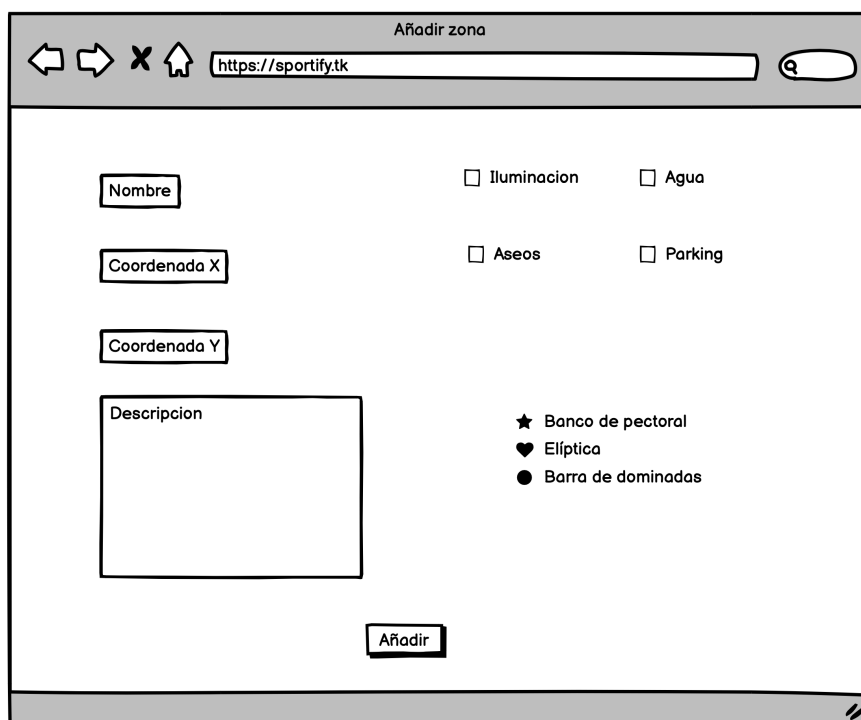 Añadir zona
https://sportify.tk
Nombre
Iluminacion
Agua
Coordenada X
Aseos
Parking
Coordenada Y
Descripcion
Banco de pectoral
Elíptica
Barra de dominadas
Añadir